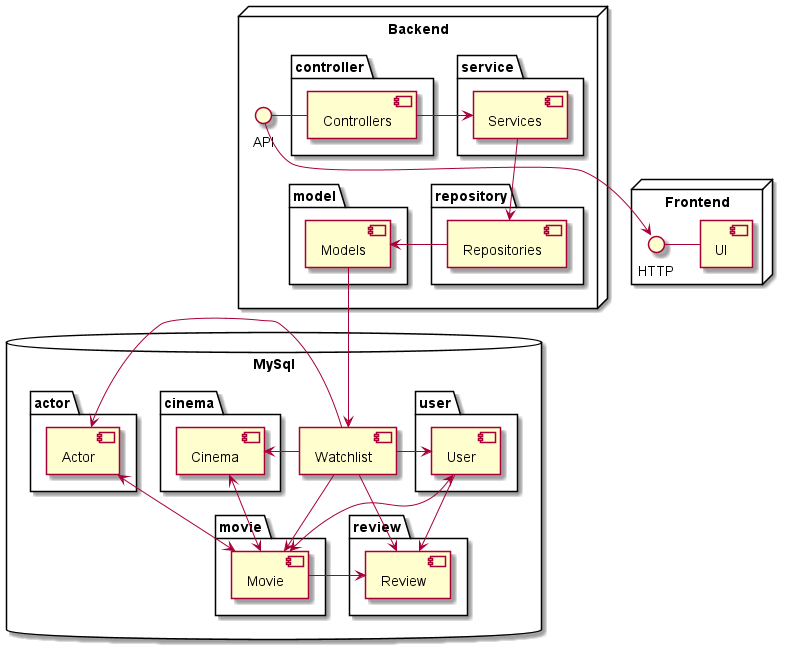 Backend
controller
service
Controllers
Services
API
model
repository
Frontend
Models
Repositories
UI
HTTP
MySql
actor
cinema
user
Actor
Cinema
Watchlist
User
movie
review
Movie
Review